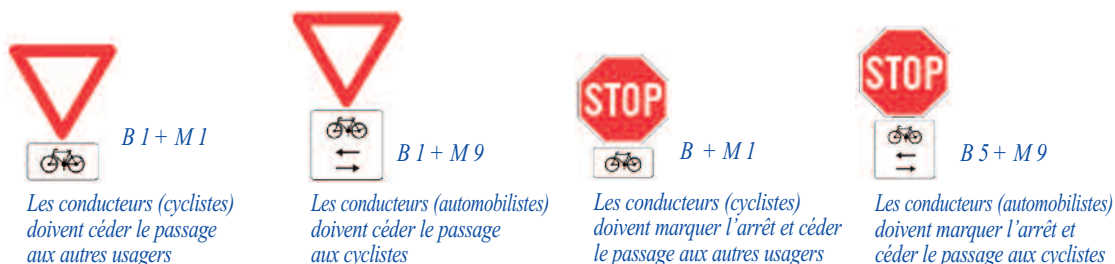 B 1 + M 1
Les conducteurs (cyclistes)
doivent céder le passage
aux autres usagers
B 1 + M 9
Les conducteurs (automobilistes)
doivent céder le passage
aux cyclistes
STOP
B + M 1
Les conducteurs (cyclistes)
doivent marquer l’arrêt et céder
le passage aux autres usagers
STOP
B 5 + M 9
Les conducteurs (automobilistes)
doivent marquer l’arrêt et
céder le passage aux cyclistes